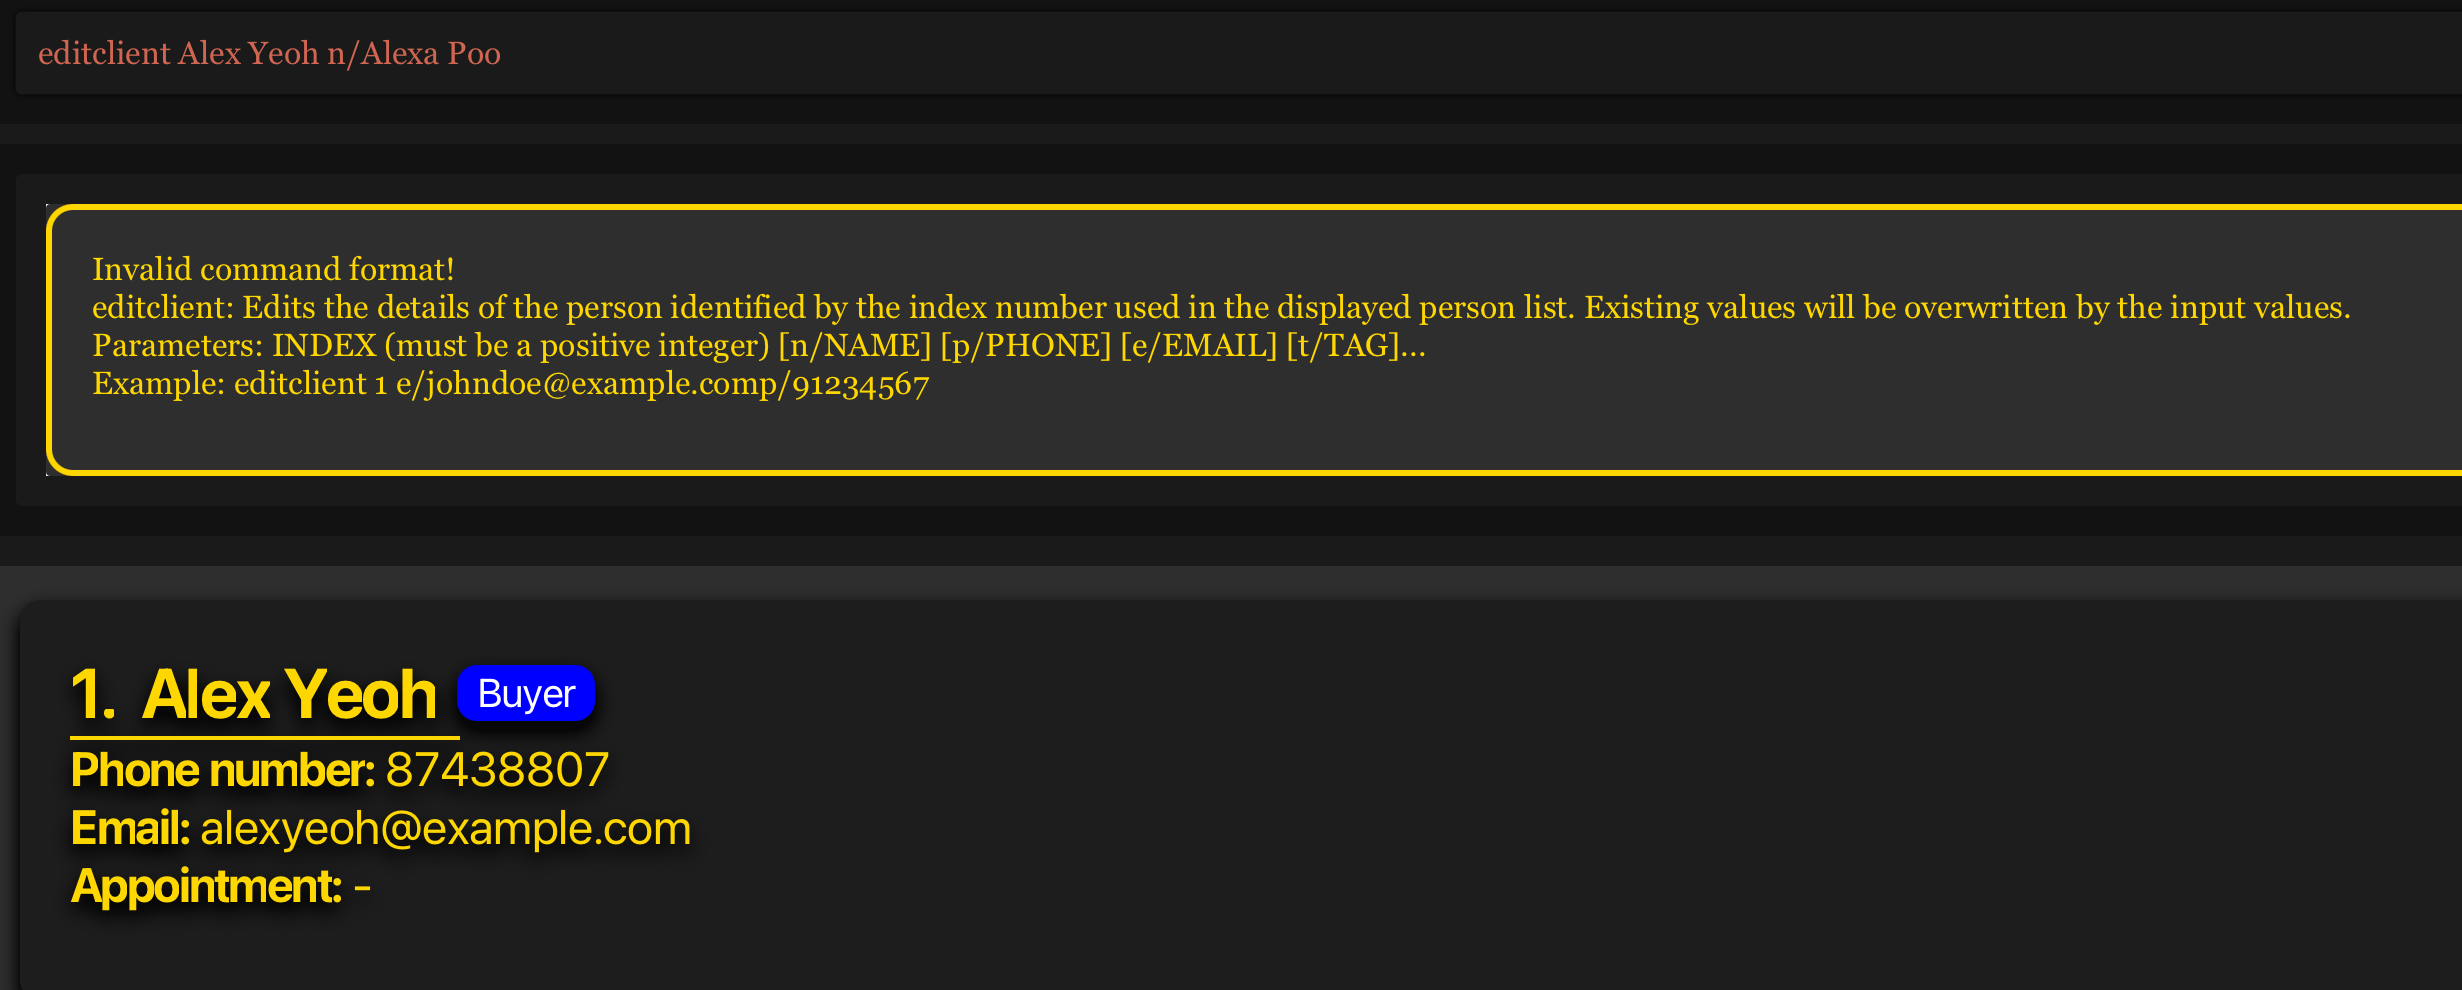 editclient Alex Yeoh n/Alexa Poo
Invalid command format!
editclient: Edits the details of the person identified by the index number used in the displayed person list. Existing values will be overwritten by the input values.
Parameters: INDEX (must be a positive integer) [n/NAME] [p/PHONE] [e/EMAIL] [t/TAG]...
Example: editclient 1 e/johndoe@example.comp/91234567
1. Alex Yeoh Buyer
Phone number: 87438807
Email: alexyeoh@example.com
Appointment: -